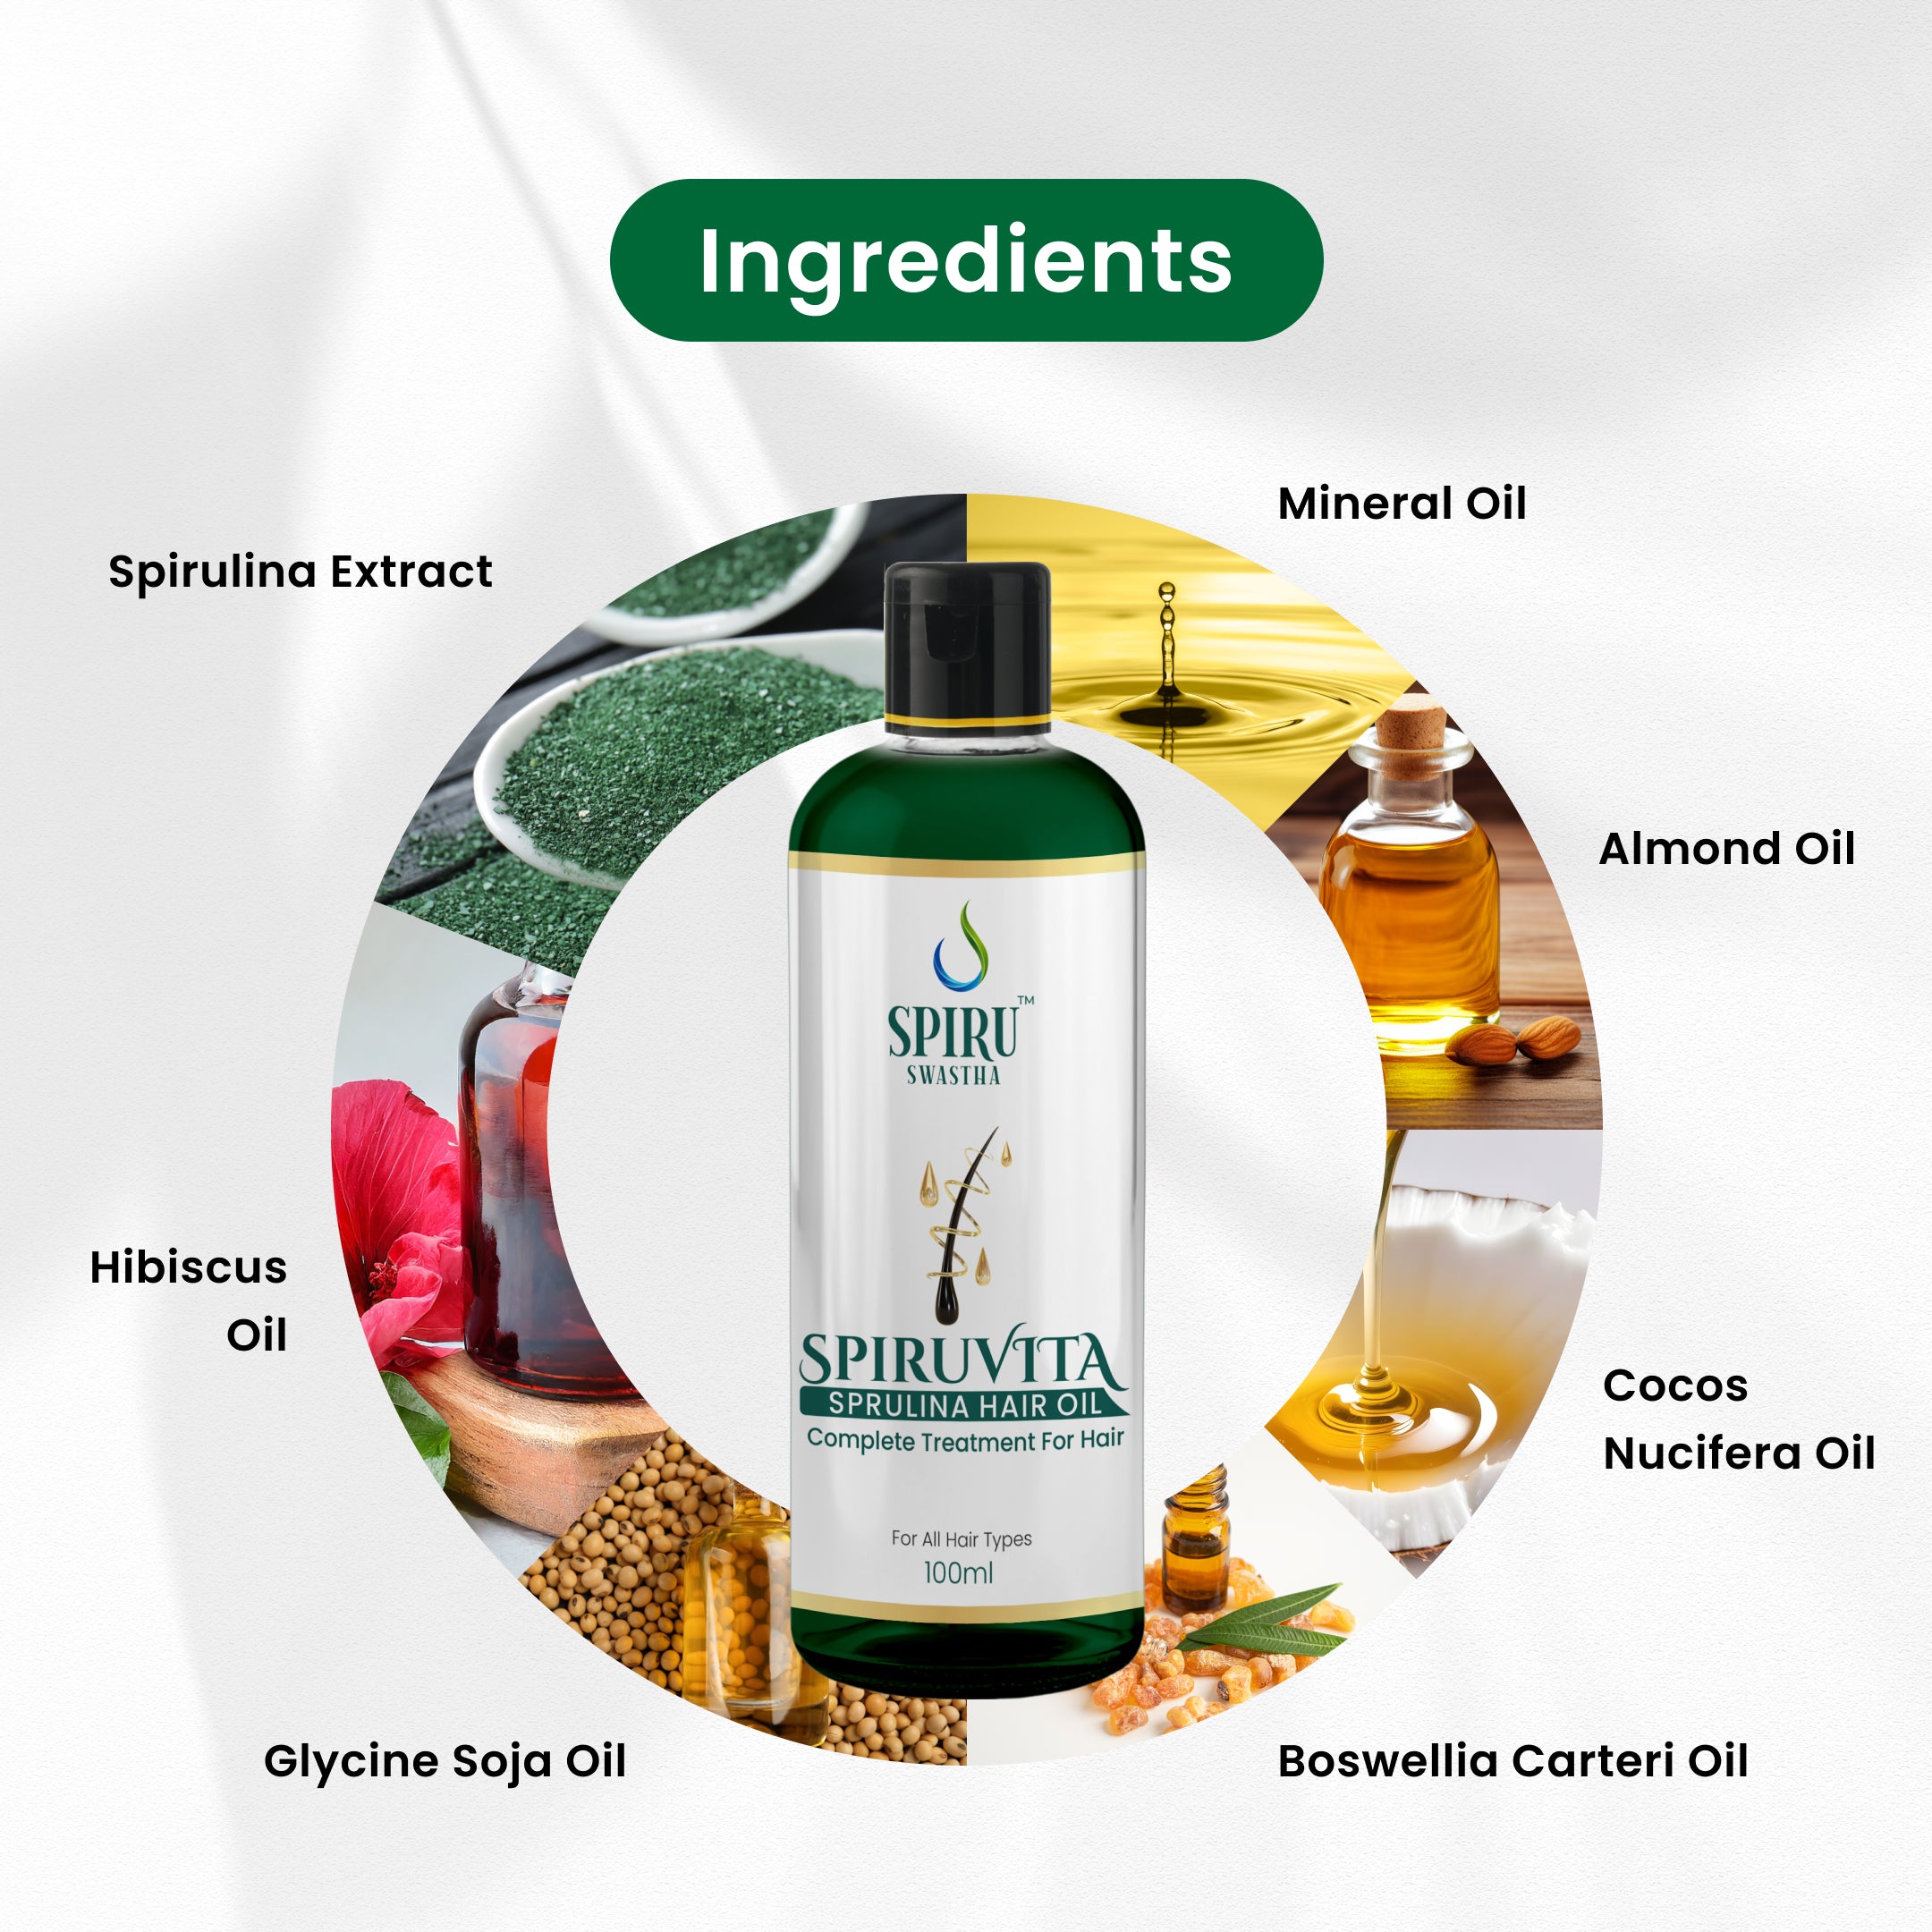 Ingredients
Mineral Oil
Spirulina Extract
Almond Oil
SPIRU™
SWASTHA
Hibiscus
Oil
SPIRUVITA
SPRULINA HAIR OIL
Complete Treatment For Hair
Cocos
Nucifera Oil
For All Hair Types
100ml
Glycine Soja Oil
Boswellia Carteri Oil